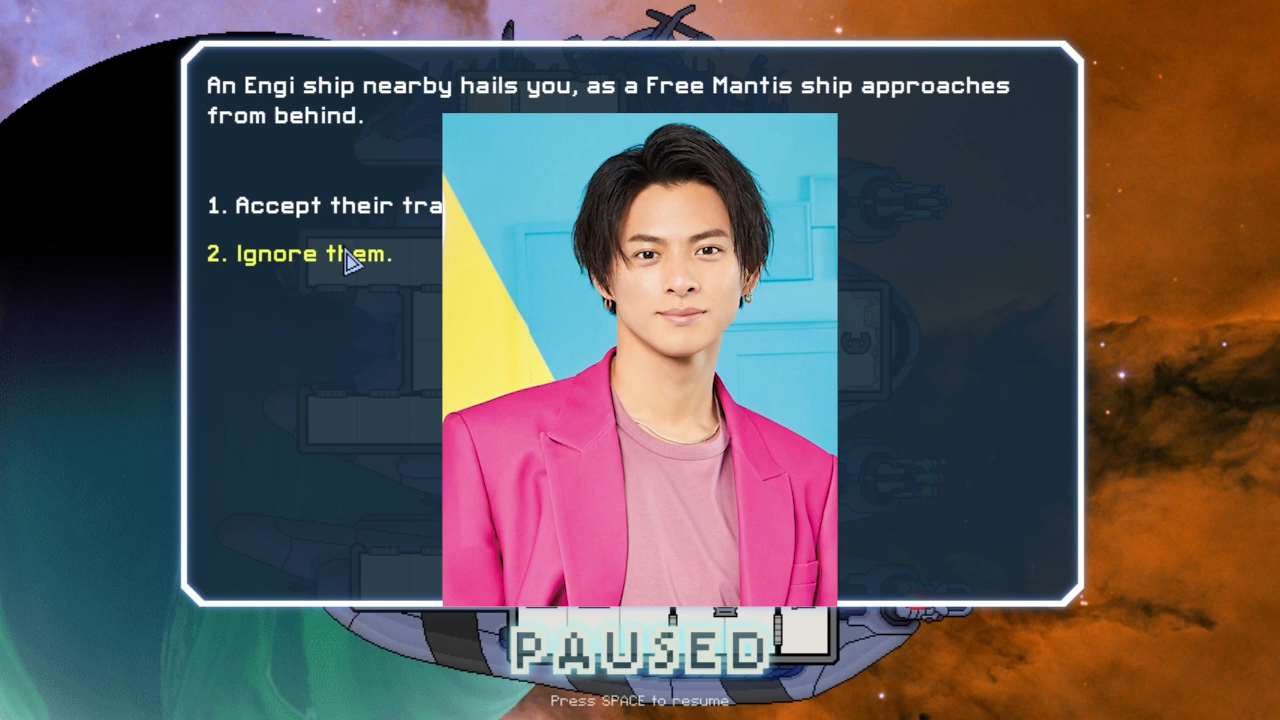 An Engi ship nearby hails you, as a Free Mantis ship approaches
from behind.
1. Accept their
2. Ignore them.
PAUSED
Press SPACE to resume